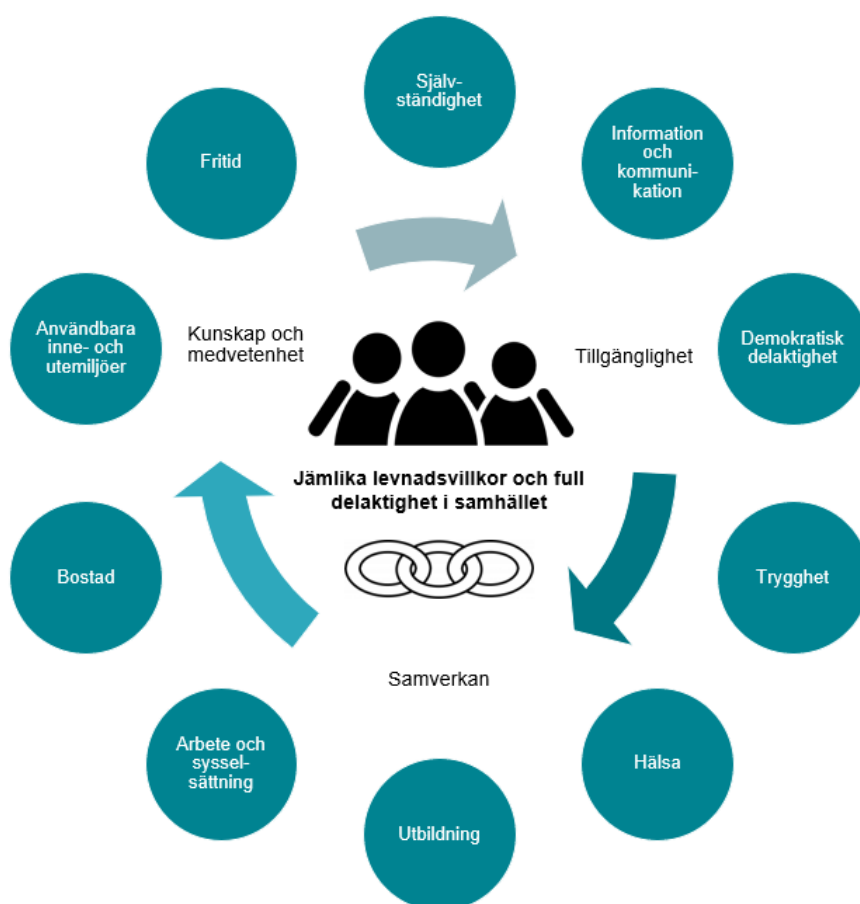 Själv-
ständighet
Information
och
kommuni-
kation
Fritid
Användbara
inne- och
utemiljöer
Kunskap och
medvetenhet
Tillgänglighet
Demokratisk
delaktighet
Jämlika levnadsvillkor och full
delaktighet i samhället
Bostad
Trygghet
Samverkan
Arbete och
syssel-
sättning
Hälsa
Utbildning